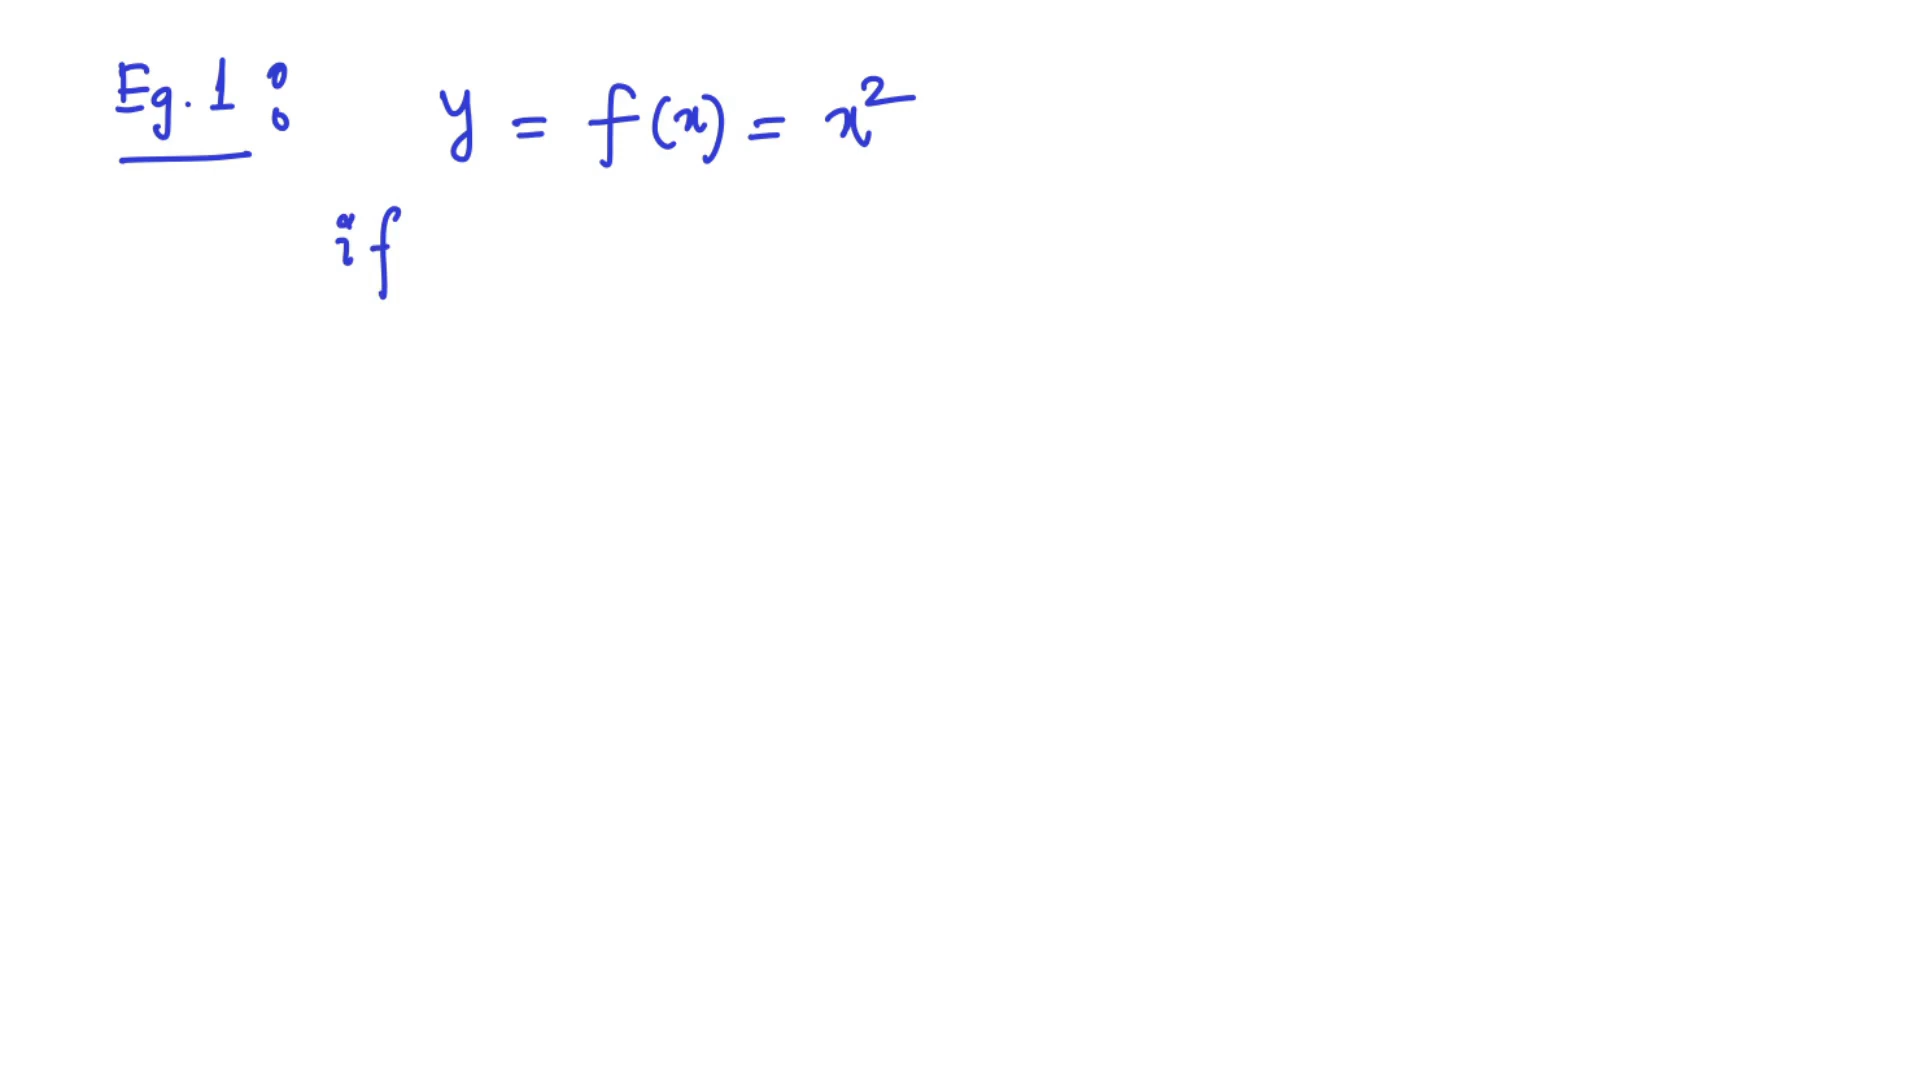 Eg. 1 : y = f(x) = x²
if